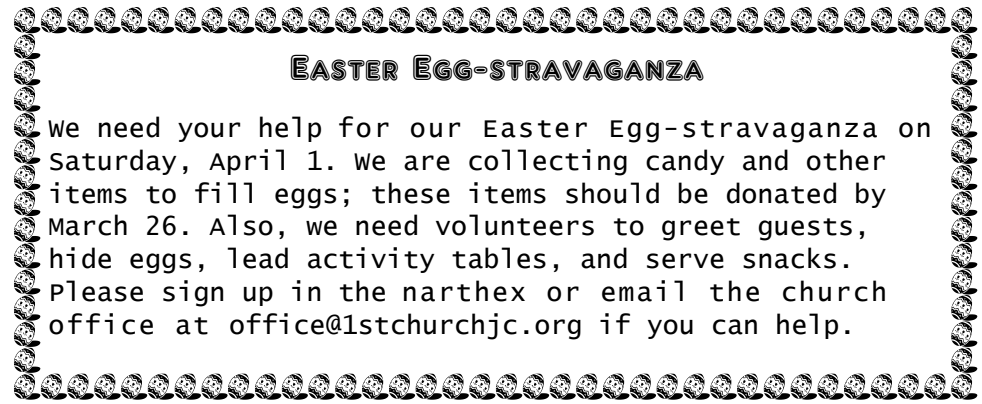 Easter Egg-stravaganza
We need your help for our Easter Egg-stravaganza on
Saturday, April 1. We are collecting candy and other
items to fill eggs; these items should be donated by
March 26. Also, we need volunteers to greet guests,
hide eggs, lead activity tables, and serve snacks.
Please sign up in the narthex or email the church
office at office@1stchurchjc.org if you can help.